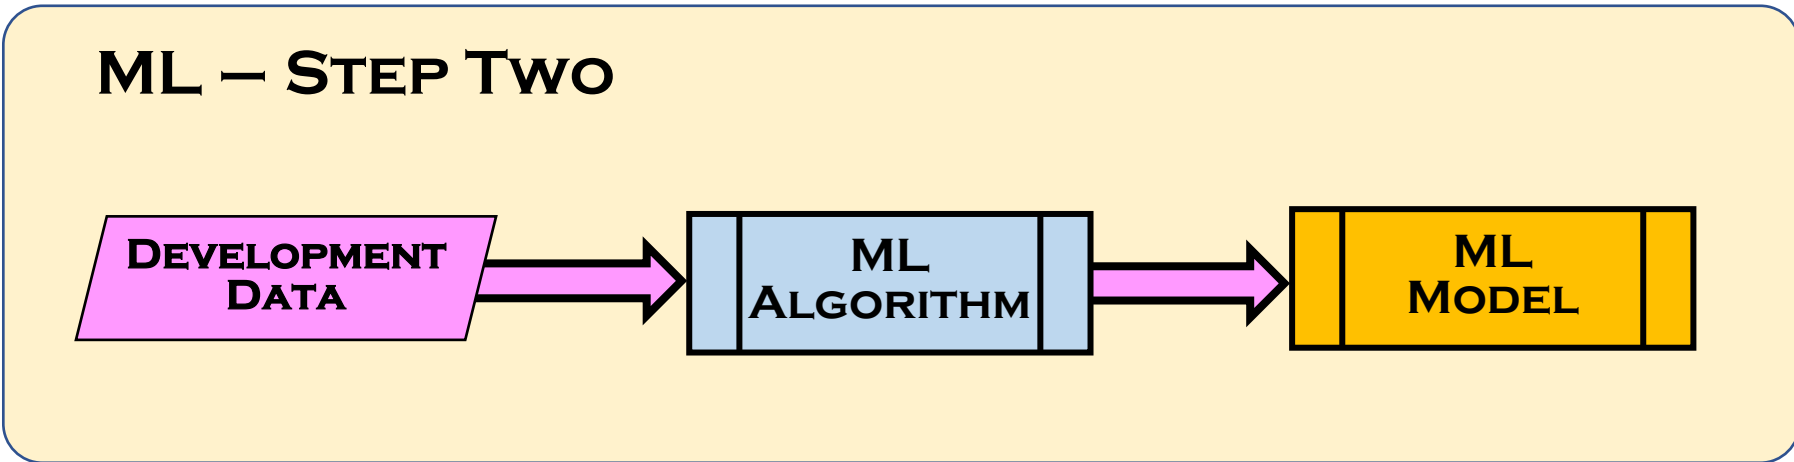 ML – Step Two
Development
Data
ML
Algorithm
ML
Model